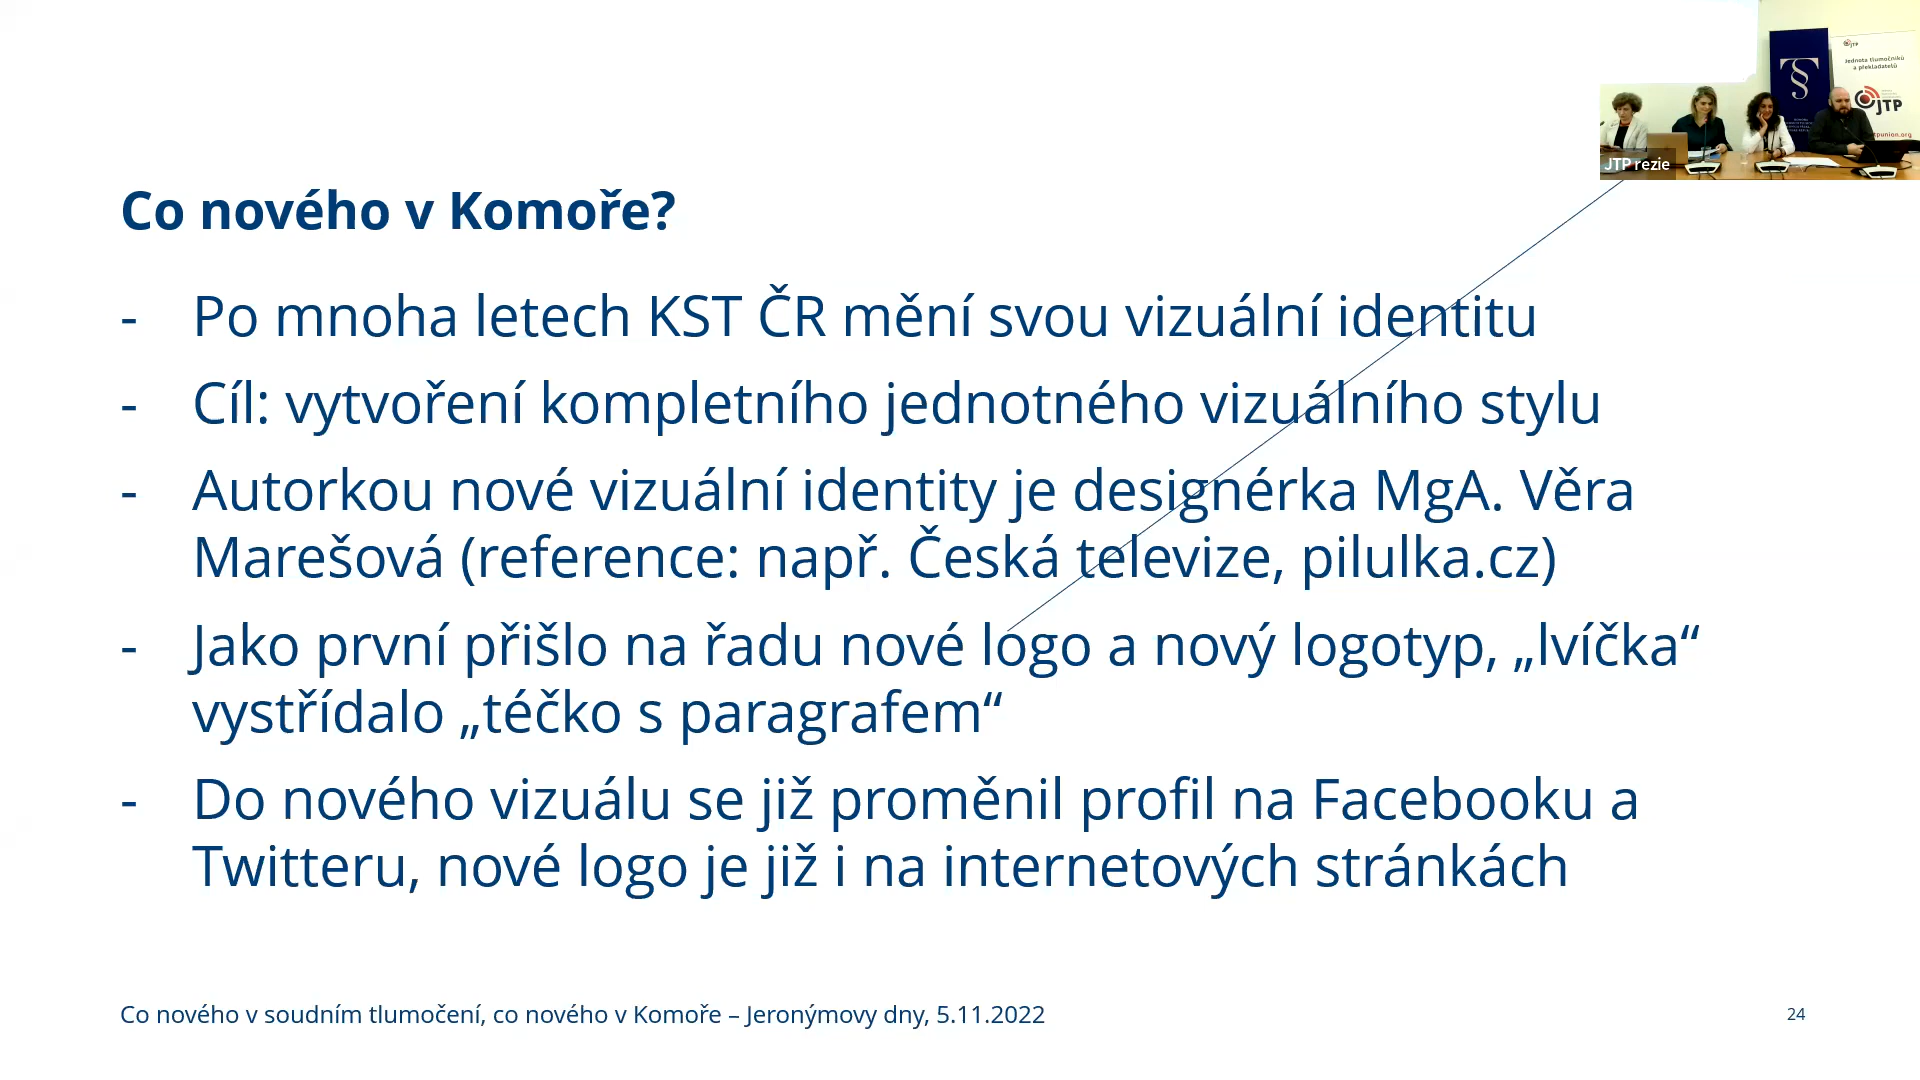 JTP
Jednota tlumočníků
a překladatelů
JTP
JTP rezie
Co nového v Komoře?
- Po mnoha letech KST ČR mění svou vizuální identitu
- Cíl: vytvoření kompletního jednotného vizuálního stylu
- Autorkou nové vizuální identity je designérka MgA. Věra
Marešová (reference: např. Česká televize, pilulka.cz)
- Jako první přišlo na řadu nové logo a nový logotyp, „lvíčka“
vystřídalo „téčko s paragrafem“
- Do nového vizuálu se již proměnil profil na Facebooku a
Twitteru, nové logo je již i na internetových stránkách
Co nového v soudním tlumočení, co nového v Komoře – Jeronýmovy dny, 5.11.2022
24